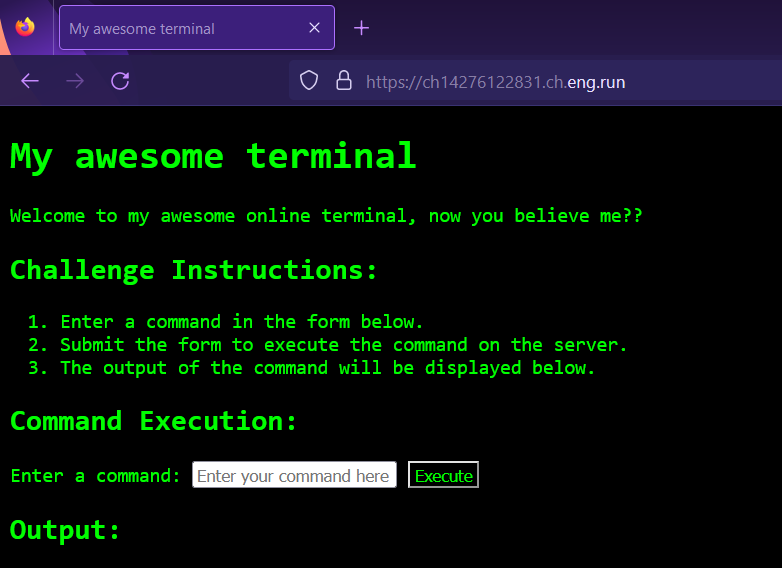 My awesome terminal
https://ch14276122831.ch.eng.run
My awesome terminal
Welcome to my awesome online terminal, now you believe me??
Challenge Instructions:
1. Enter a command in the form below.
2. Submit the form to execute the command on the server.
3. The output of the command will be displayed below.
Command Execution:
Enter a command: Enter your command here Execute
Output: